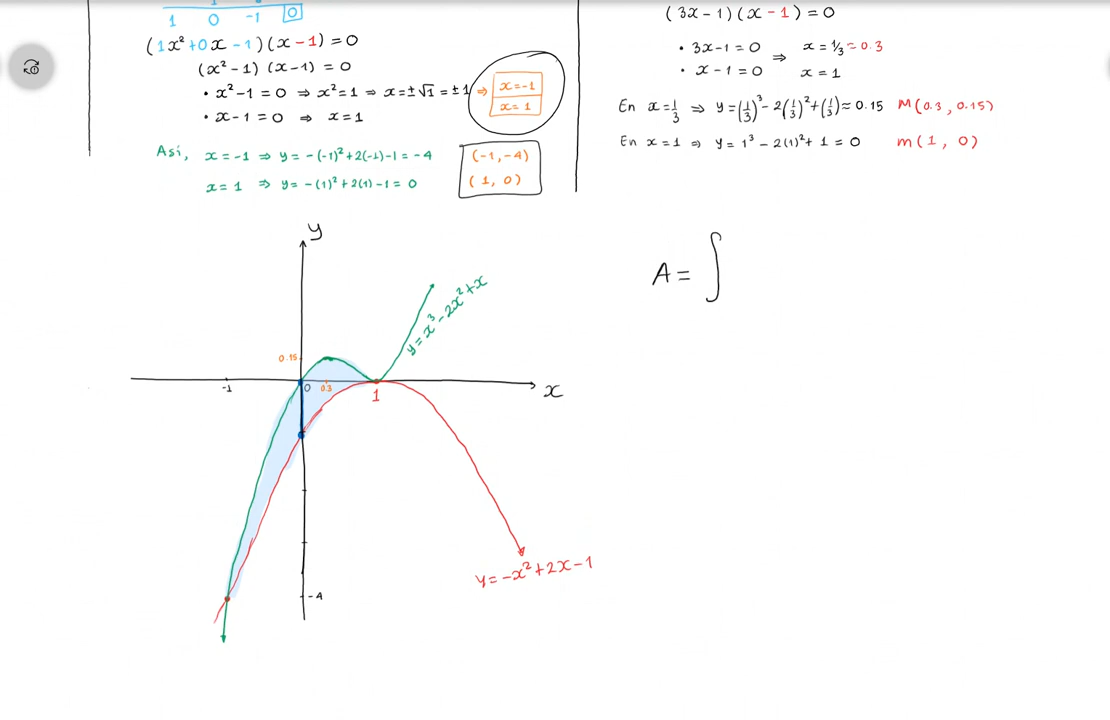 1 0 -1 0
(1x² + 0x - 1)(x - 1) = 0
(x² - 1) (x - 1) = 0
• x² - 1 = 0 ⇒ x² = 1 ⇒ x = ±√1 = ±1 ⇒ x = -1
x = 1
• x - 1 = 0 ⇒ x = 1
Así, x = -1 ⇒ y = -(-1)² + 2(-1) - 1 = -4 (-1, -4)
x = 1 ⇒ y = -(1)² + 2(1) - 1 = 0 (1, 0)
(3x - 1)(x - 1) = 0
• 3x - 1 = 0 ⇒ x = 1/3 ≈ 0.3
• x - 1 = 0 x = 1
En x = 1/3 ⇒ y = (1/3)³ - 2(1/3)² + (1/3) ≈ 0.15 M(0.3, 0.15)
En x = 1 ⇒ y = 1³ - 2(1)² + 1 = 0 m(1, 0)
y
A = ∫
y = x³ - 2x² + x
0.15
-1 0 0.3 1 x
y = -x² + 2x - 1
-4